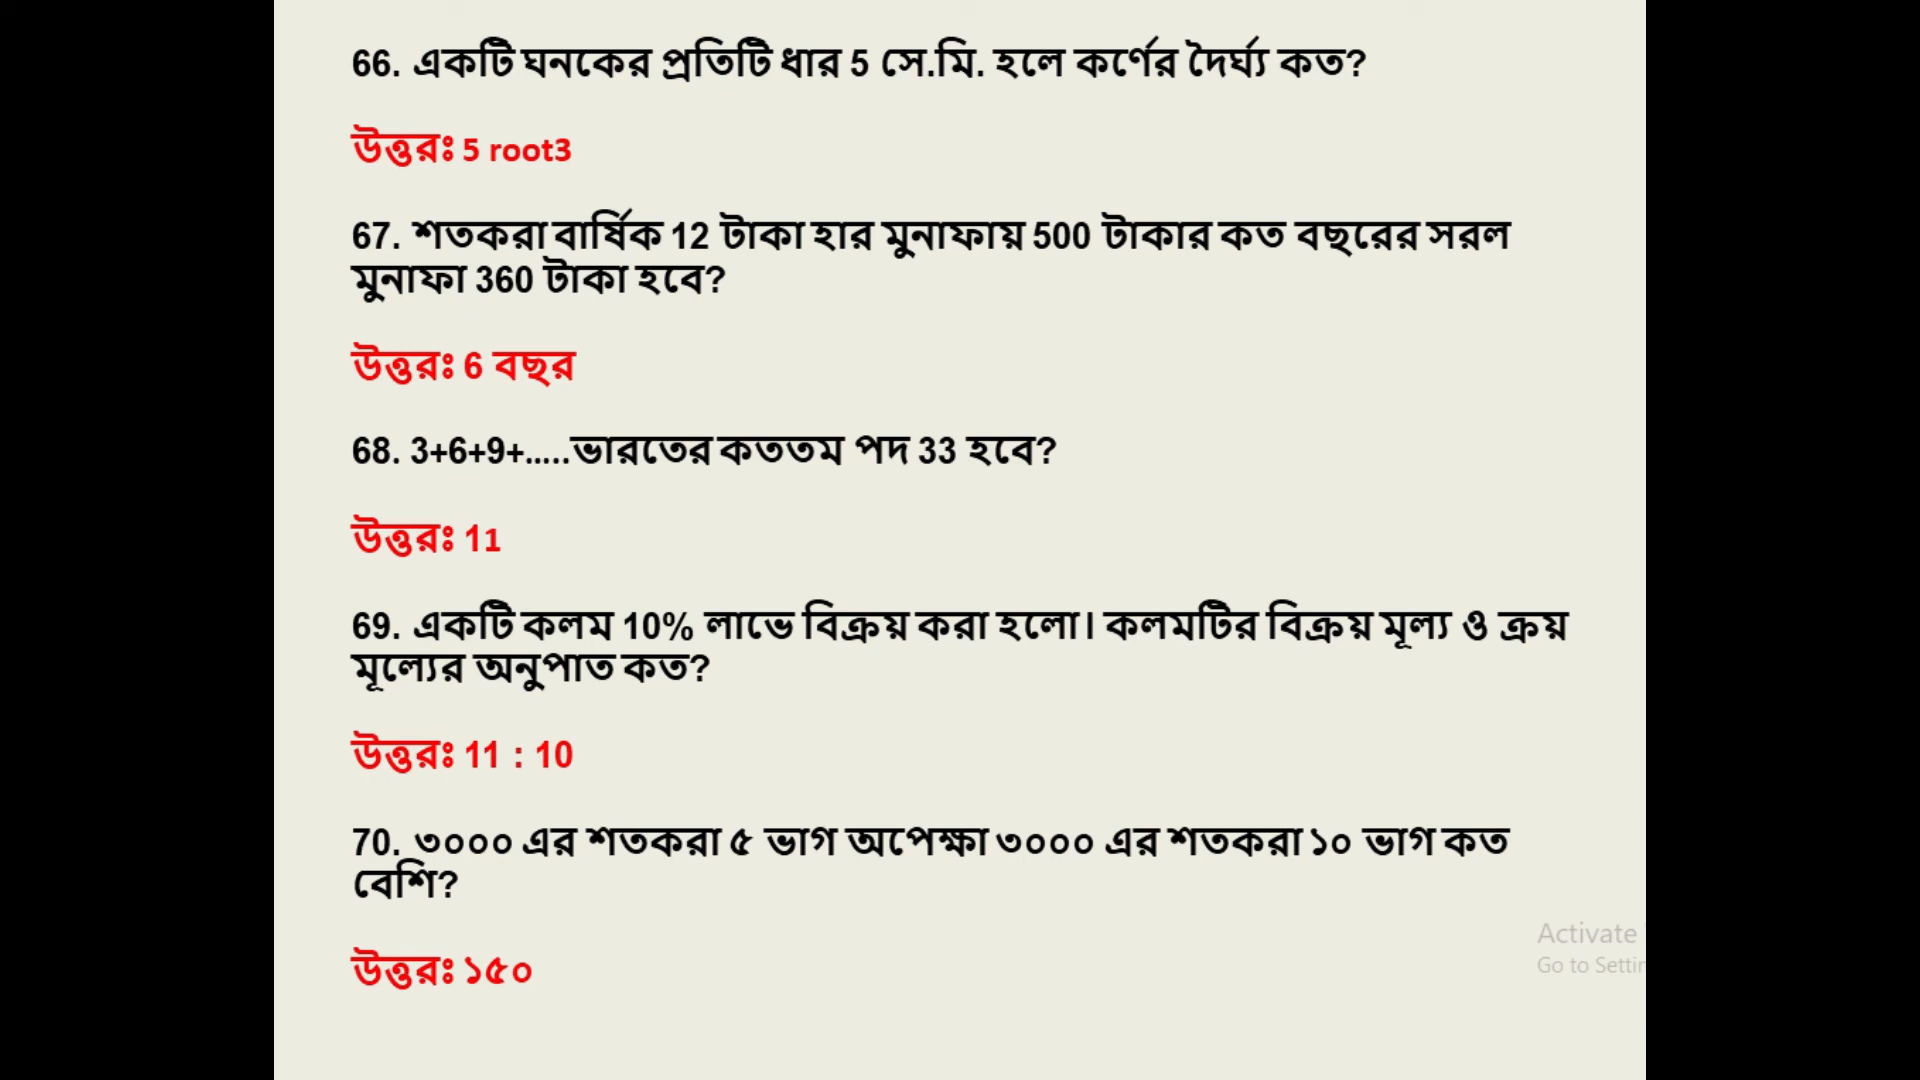 66. একটি ঘনকের প্রতিটি ধার 5 সে.মি. হলে কর্ণের দৈর্ঘ্য কত?
উত্তরঃ 5 root3
67. শতকরা বার্ষিক 12 টাকা হার মুনাফায় 500 টাকার কত বছরের সরল
মুনাফা 360 টাকা হবে?
উত্তরঃ 6 বছর
68. 3+6+9+.....ভারতের কততম পদ 33 হবে?
উত্তরঃ 11
69. একটি কলম 10% লাভে বিক্রয় করা হলো। কলমটির বিক্রয় মূল্য ও ক্রয়
মূল্যের অনুপাত কত?
উত্তরঃ 11 : 10
70. ৩০০০ এর শতকরা ৫ ভাগ অপেক্ষা ৩০০০ এর শতকরা ১০ ভাগ কত
বেশি?
উত্তরঃ ১৫০
Activate
Go to Settin